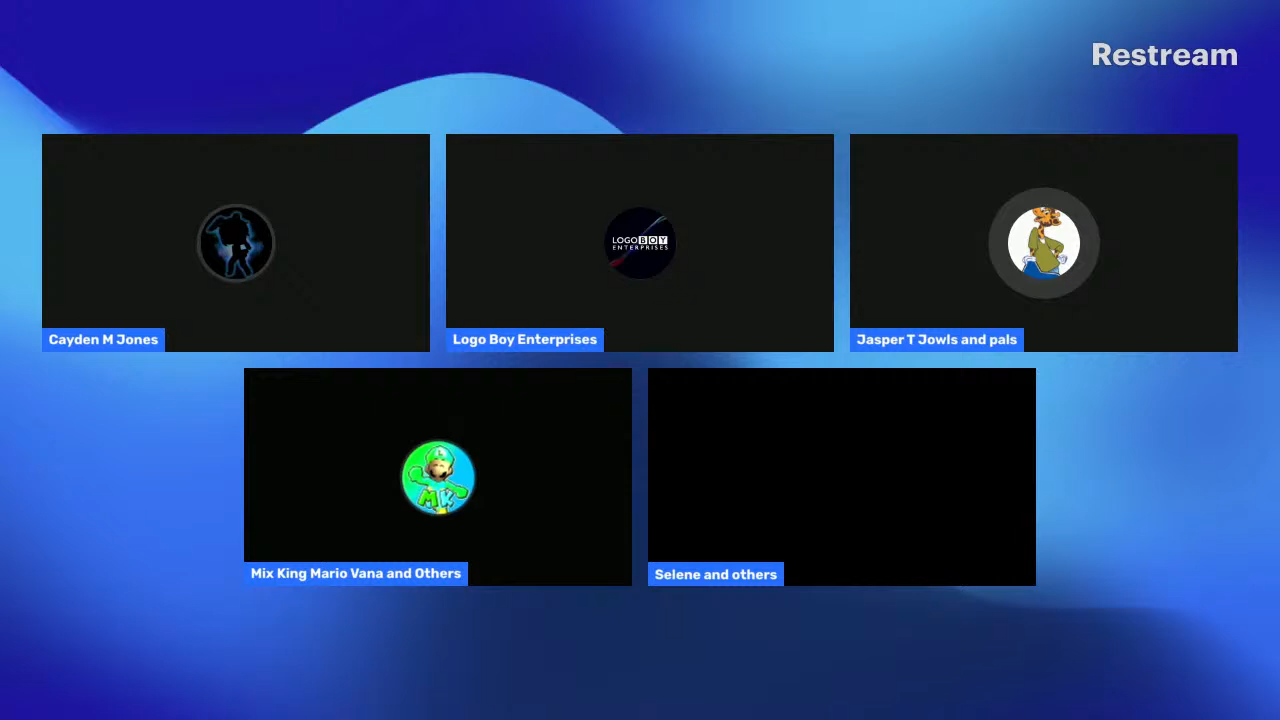 Restream
LOGO BOY
ENTERPRISES
Cayden M Jones
Logo Boy Enterprises
Jasper T Jowls and pals
L
MK
Mix King Mario Vana and Others
Selene and others